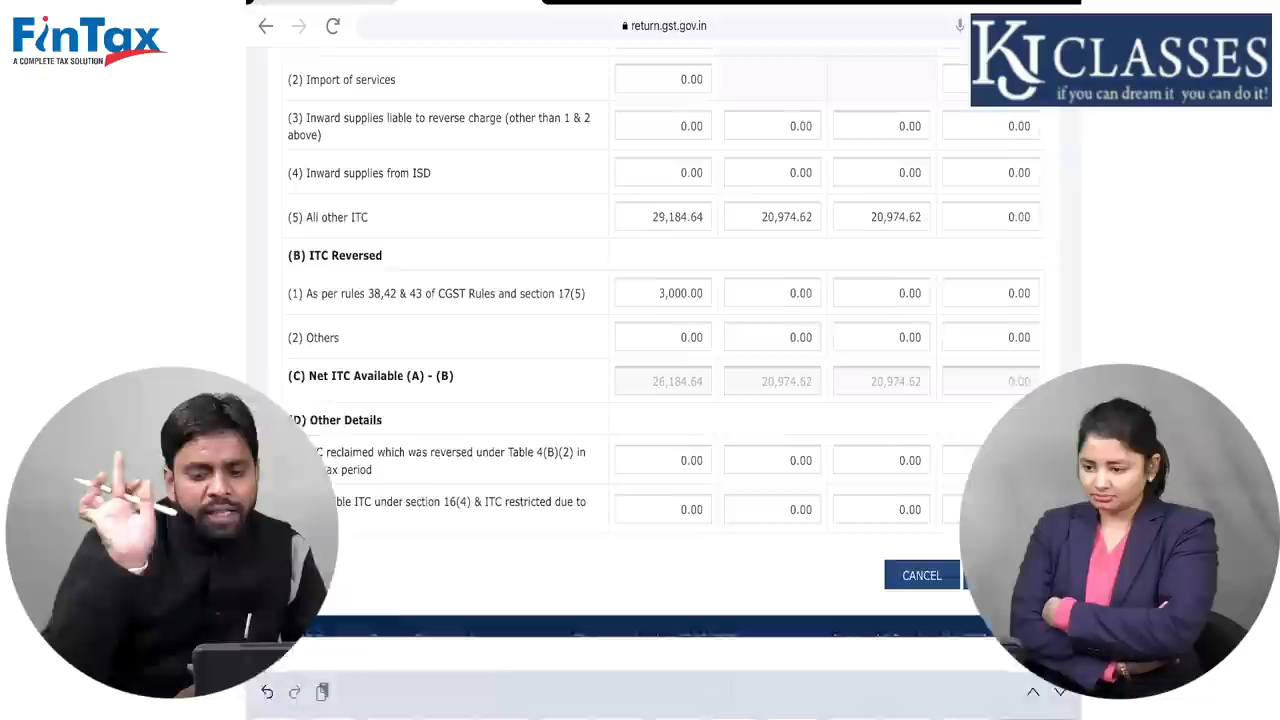 FinTax
A COMPLETE TAX SOLUTION
return.gst.gov.in
KJ CLASSES
if you can dream it you can do it!
(2) Import of services 0.00
(3) Inward supplies liable to reverse charge (other than 1 & 2 above) 0.00 0.00 0.00 0.00
(4) Inward supplies from ISD 0.00 0.00 0.00 0.00
(5) All other ITC 29,184.64 20,974.62 20,974.62 0.00
(B) ITC Reversed
(1) As per rules 38,42 & 43 of CGST Rules and section 17(5) 3,000.00 0.00 0.00 0.00
(2) Others 0.00 0.00 0.00 0.00
(C) Net ITC Available (A) - (B) 26,184.64 20,974.62 20,974.62 0.00
D) Other Details
C reclaimed which was reversed under Table 4(B)(2) in
ax period 0.00 0.00 0.00
ble ITC under section 16(4) & ITC restricted due to 0.00 0.00 0.00
CANCEL